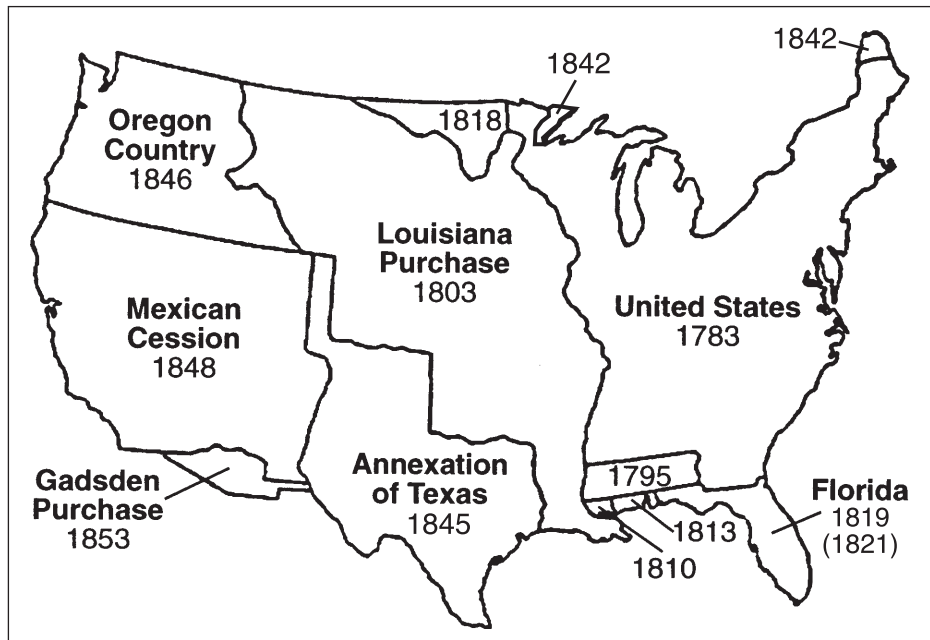 1842
1842
1818
Oregon
Country
1846
Louisiana
Purchase
1803
United States
1783
Mexican
Cession
1848
Gadsden
Purchase
1853
Annexation
of Texas
1845
1795
1813
1810
Florida
1819
(1821)